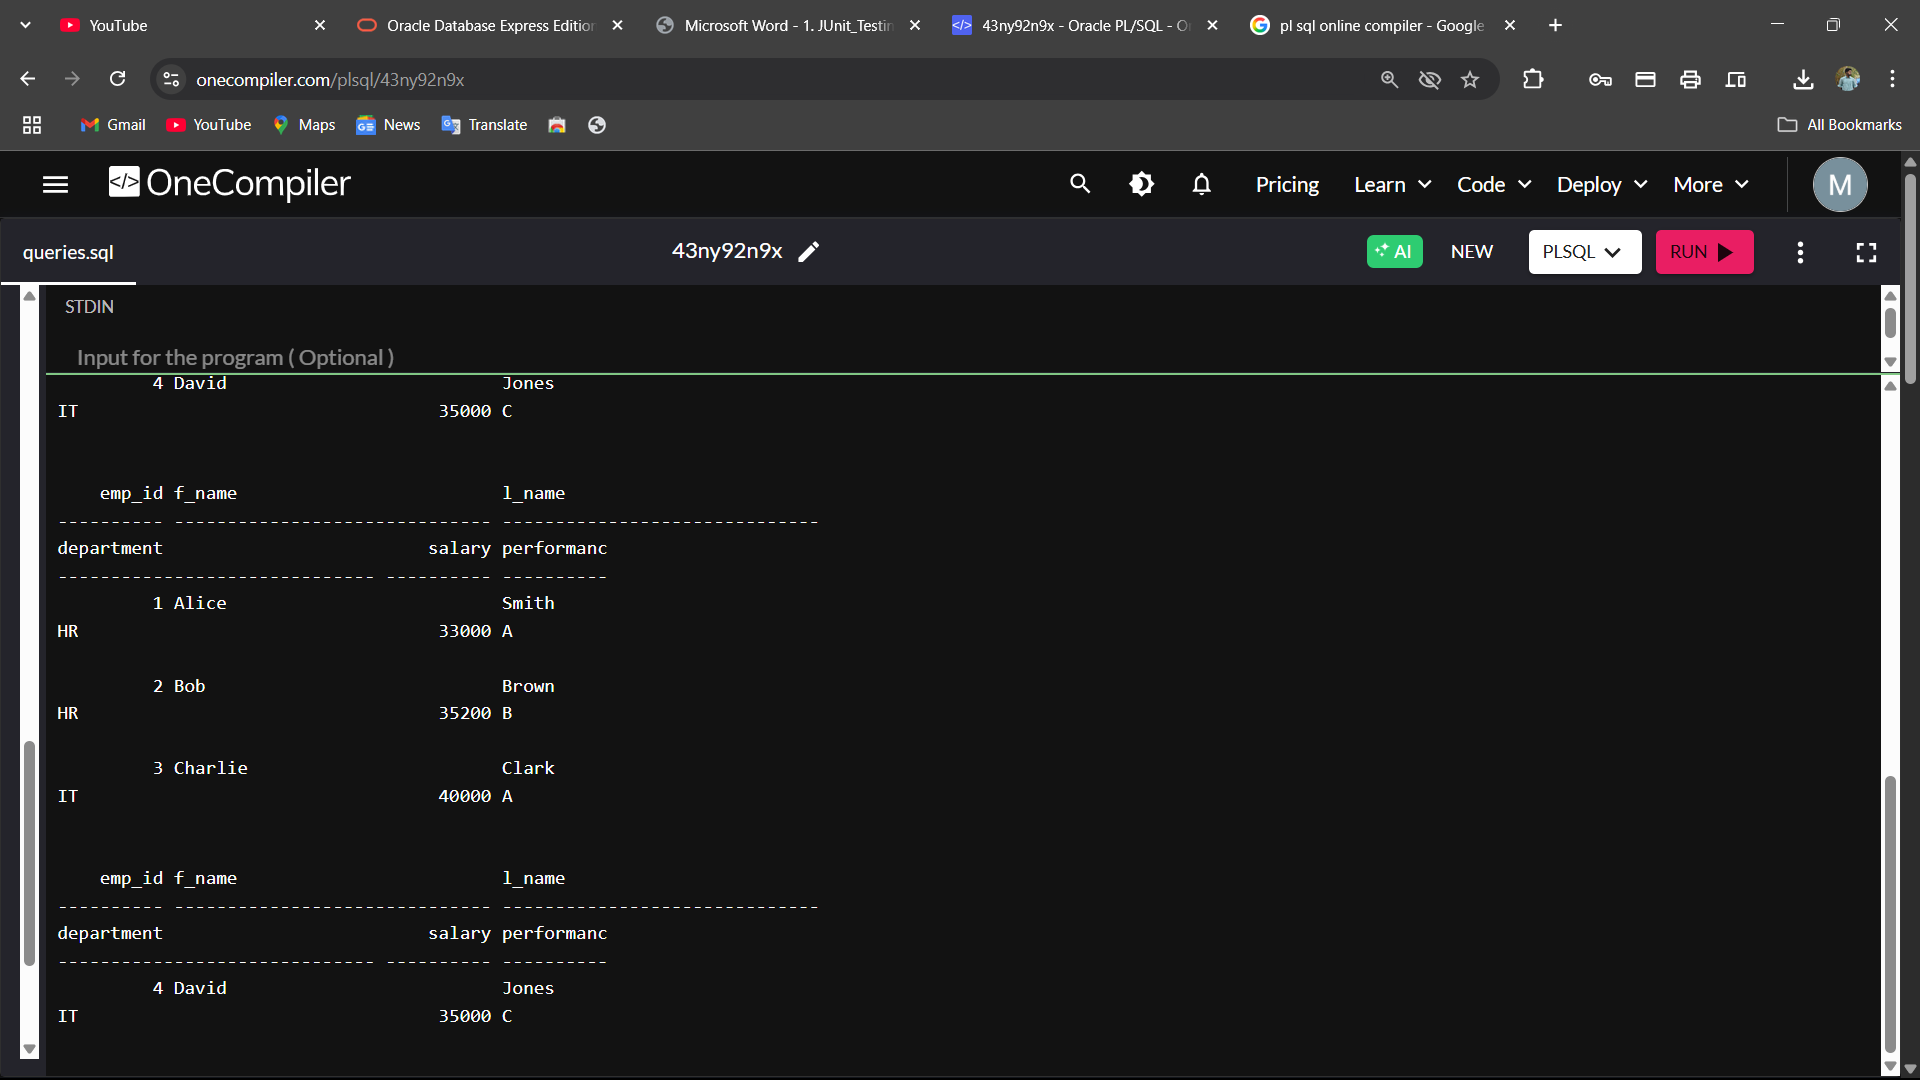 YouTube
Oracle Database Express Edition
Microsoft Word - 1. JUnit_Testin
43ny92n9x - Oracle PL/SQL - O
pl sql online compiler - Google
onecompiler.com/plsql/43ny92n9x
Gmail
YouTube
Maps
News
Translate
All Bookmarks
</> OneCompiler
Pricing
Learn
Code
Deploy
More
M
queries.sql
43ny92n9x
AI
NEW
PLSQL
RUN
STDIN
Input for the program ( Optional )
4 David Jones
IT 35000 C
emp_id f_name l_name
---------- ------------------------------ ------------------------------
department salary performanc
------------------------------ ---------- ----------
1 Alice Smith
HR 33000 A
2 Bob Brown
HR 35200 B
3 Charlie Clark
IT 40000 A
emp_id f_name l_name
---------- ------------------------------ ------------------------------
department salary performanc
------------------------------ ---------- ----------
4 David Jones
IT 35000 C